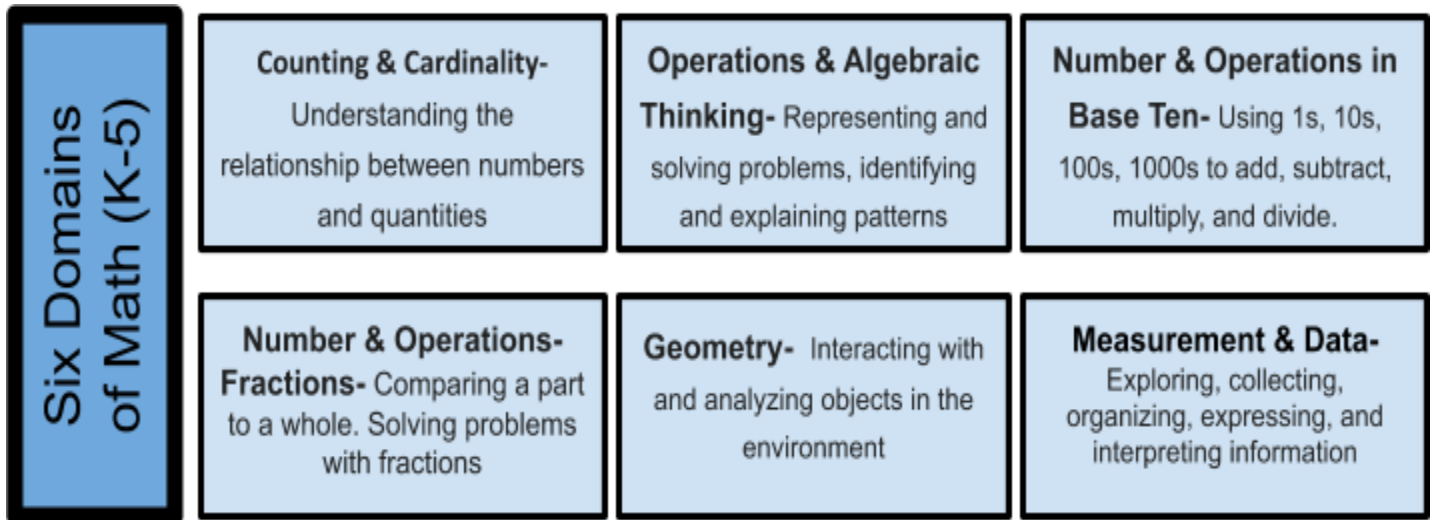 Six Domains
of Math (K-5)
Counting & Cardinality-
Understanding the
relationship between numbers
and quantities
Operations & Algebraic
Thinking- Representing and
solving problems, identifying
and explaining patterns
Number & Operations in
Base Ten- Using 1s, 10s,
100s, 1000s to add, subtract,
multiply, and divide.
Number & Operations-
Fractions- Comparing a part
to a whole. Solving problems
with fractions
Geometry- Interacting with
and analyzing objects in the
environment
Measurement & Data-
Exploring, collecting,
organizing, expressing, and
interpreting information